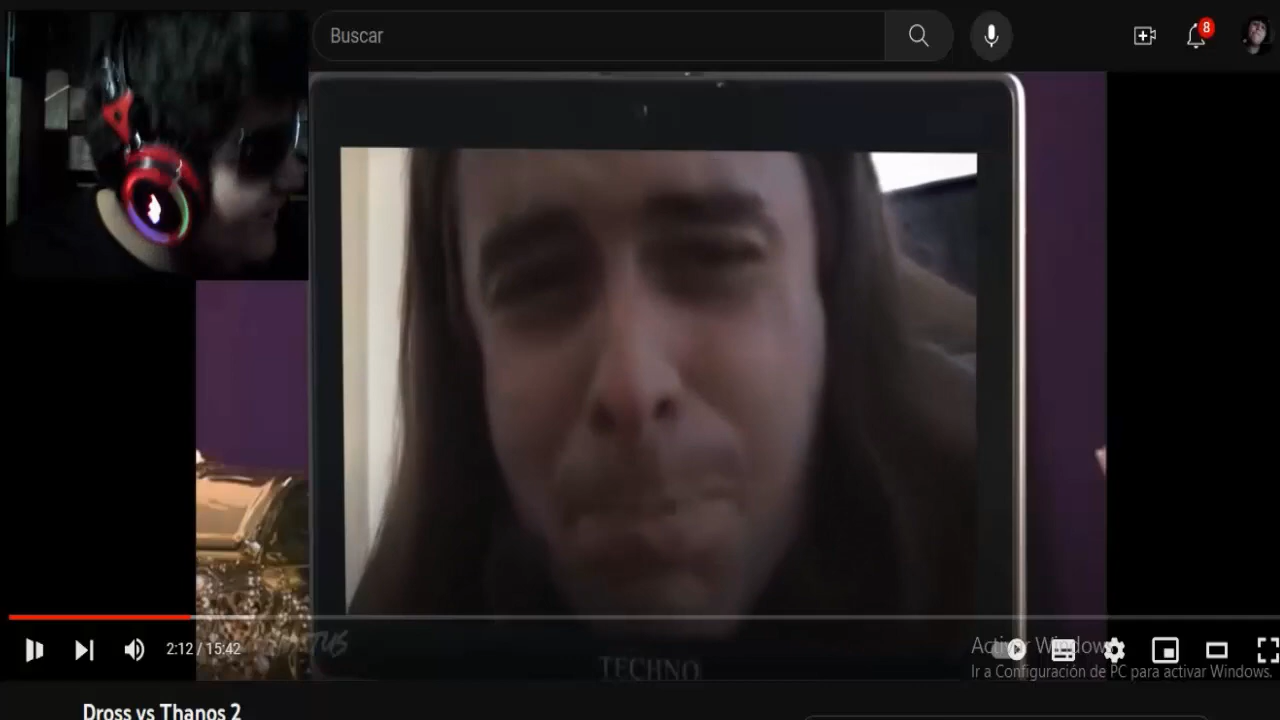 Buscar
8
TUS
2:12 / 15:42
TECHNO
Activar Windows
Ir a Configuración de PC para activar Windows.
Dross vs Thanos 2